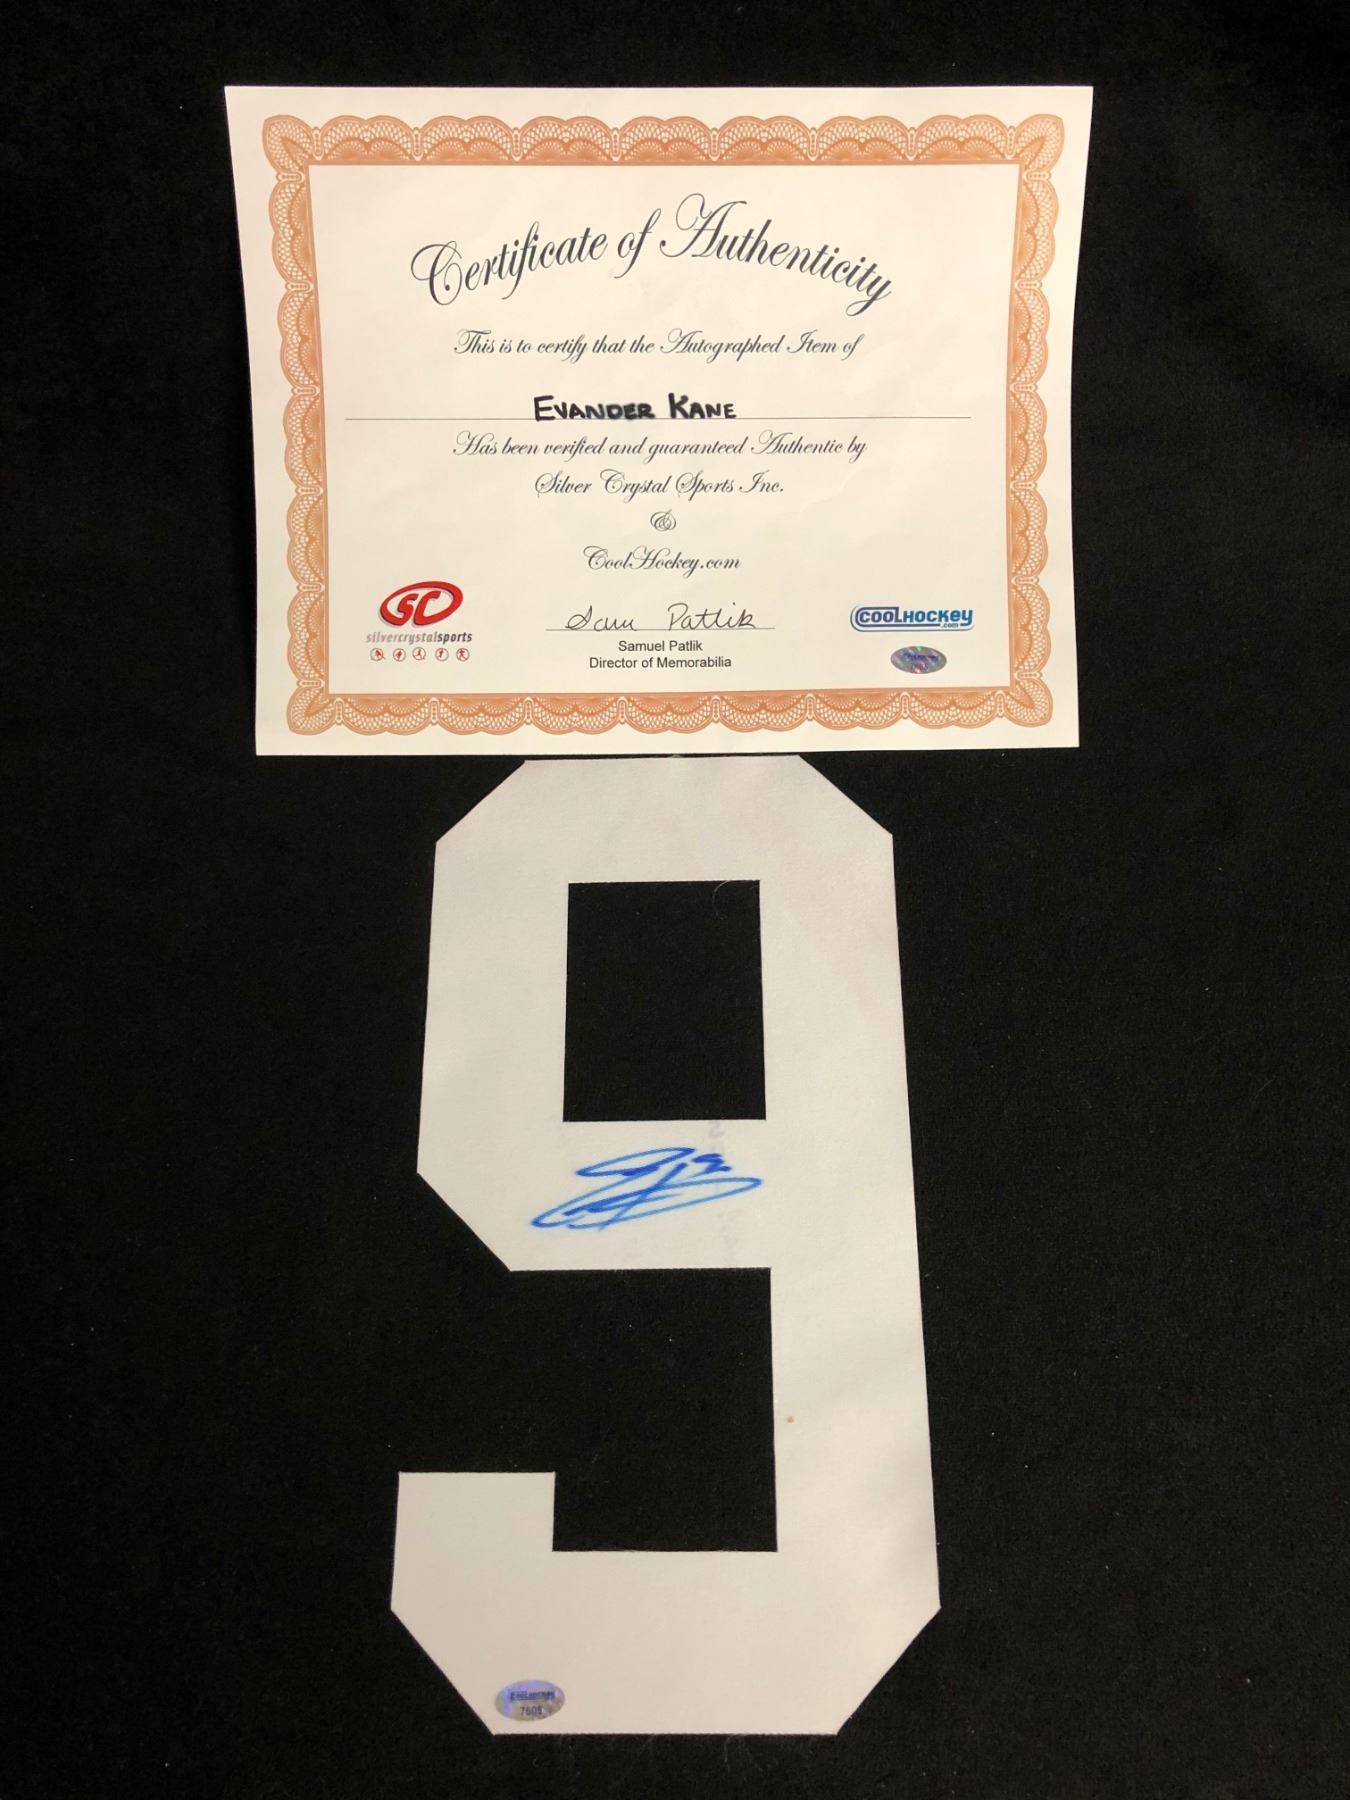 Certificate of Authenticity
This is to certify that the Autographed Item of
EVANDER KANE
Has been verified and guaranteed Authentic by
Silver Crystal Sports Inc.
&
CoolHockey.com
SC
silvercrystalsports
Sam Patlik
Samuel Patlik
Director of Memorabilia
COOLHOCKEY
.com
9
COOLHOCKEY